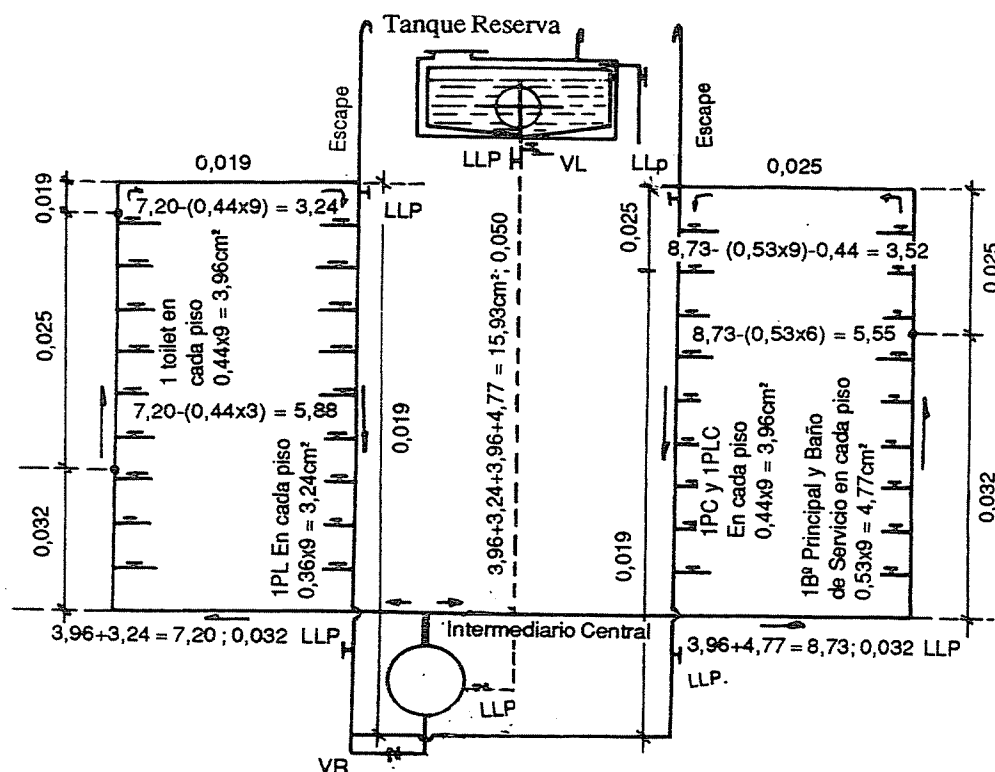 Tanque Reserva
Escape
Escape
LLP
VL
LLp
0,019
0,025
0,019
7,20-(0,44x9) = 3,24
LLP
0,025
8,73- (0,53x9)-0,44 = 3,52
0,025
0,025
1 toilet en
cada piso
0,44x9 = 3,96cm²
8,73-(0,53x6) = 5,55
3,96+3,24+3,96+4,77 = 15,93cm²; 0,050
7,20-(0,44x3) = 5,88
0,019
0,032
1PL En cada piso
0,36x9 = 3,24cm²
0,019
1PC y 1PLC
En cada piso
0,44x9 = 3,96cm²
1Bº Principal y Baño
de Servicio en cada piso
0,53x9 = 4,77cm²
0,032
3,96+3,24 = 7,20 ; 0,032 LLP
Intermediario Central
3,96+4,77 = 8,73; 0,032 LLP
LLP.
LLP
VR